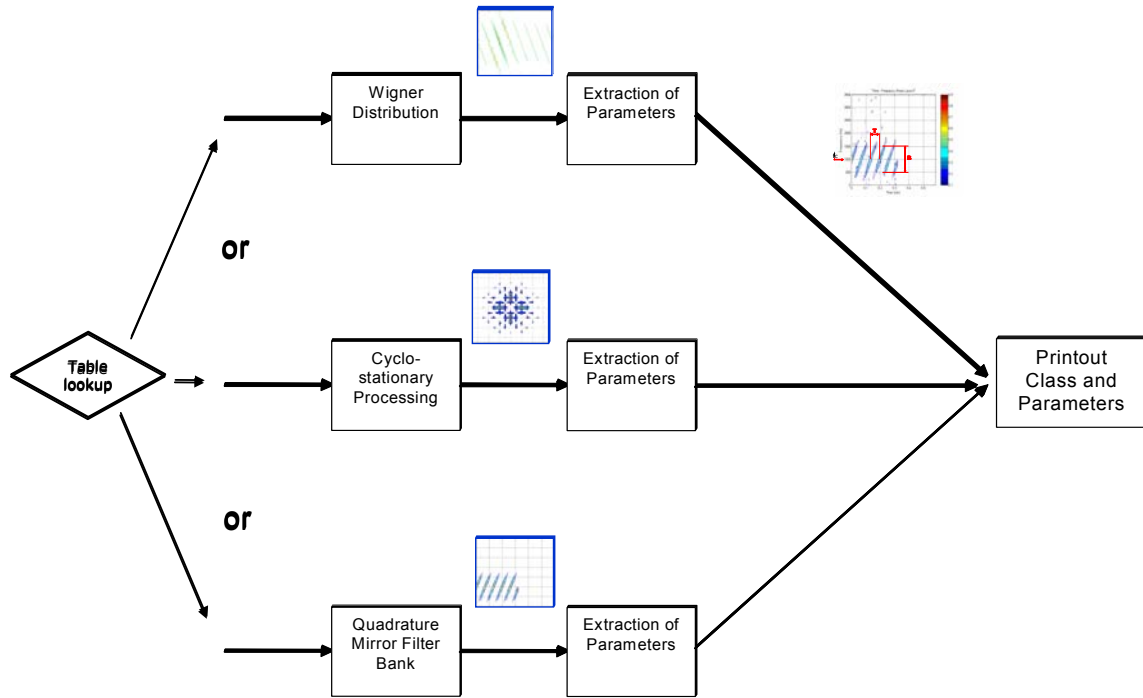 Wigner
Distribution
Extraction of
Parameters
or
Table
lookup
Cyclo-
stationary
Processing
Extraction of
Parameters
Printout
Class and
Parameters
or
Quadrature
Mirror Filter
Bank
Extraction of
Parameters